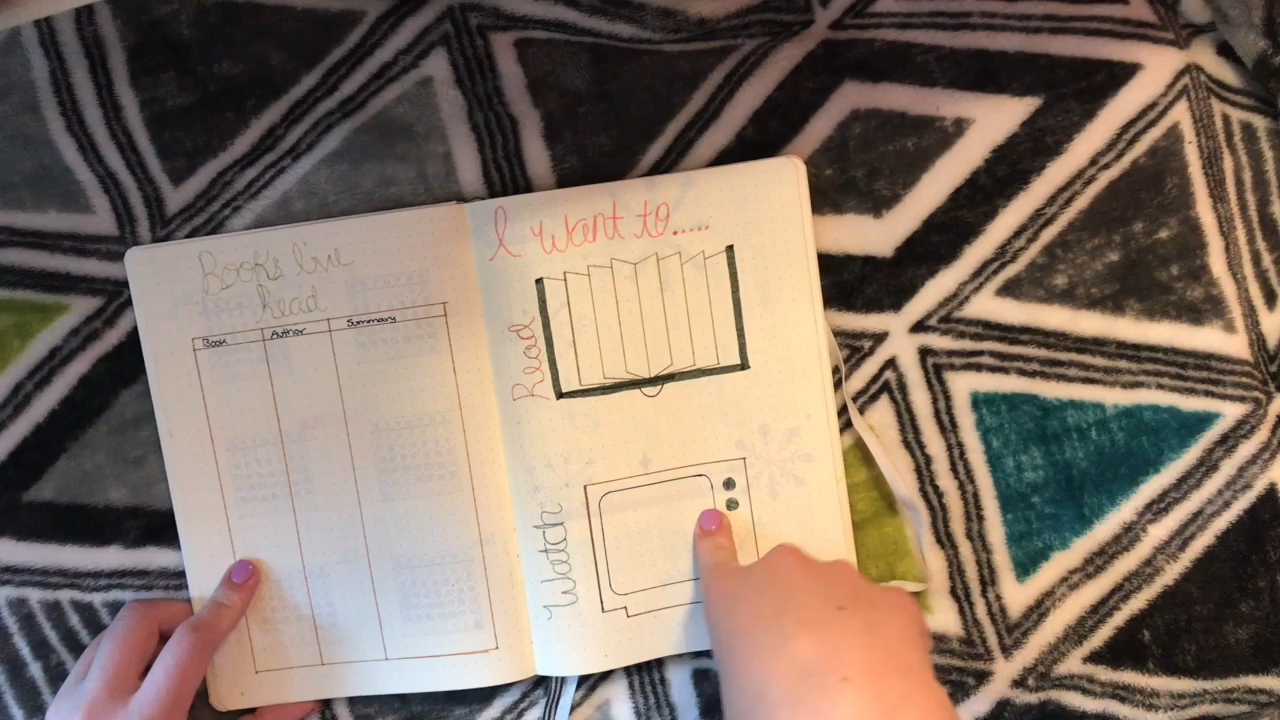 Books I've
Read
Book Author Summary
I want to.....
Read
Watch